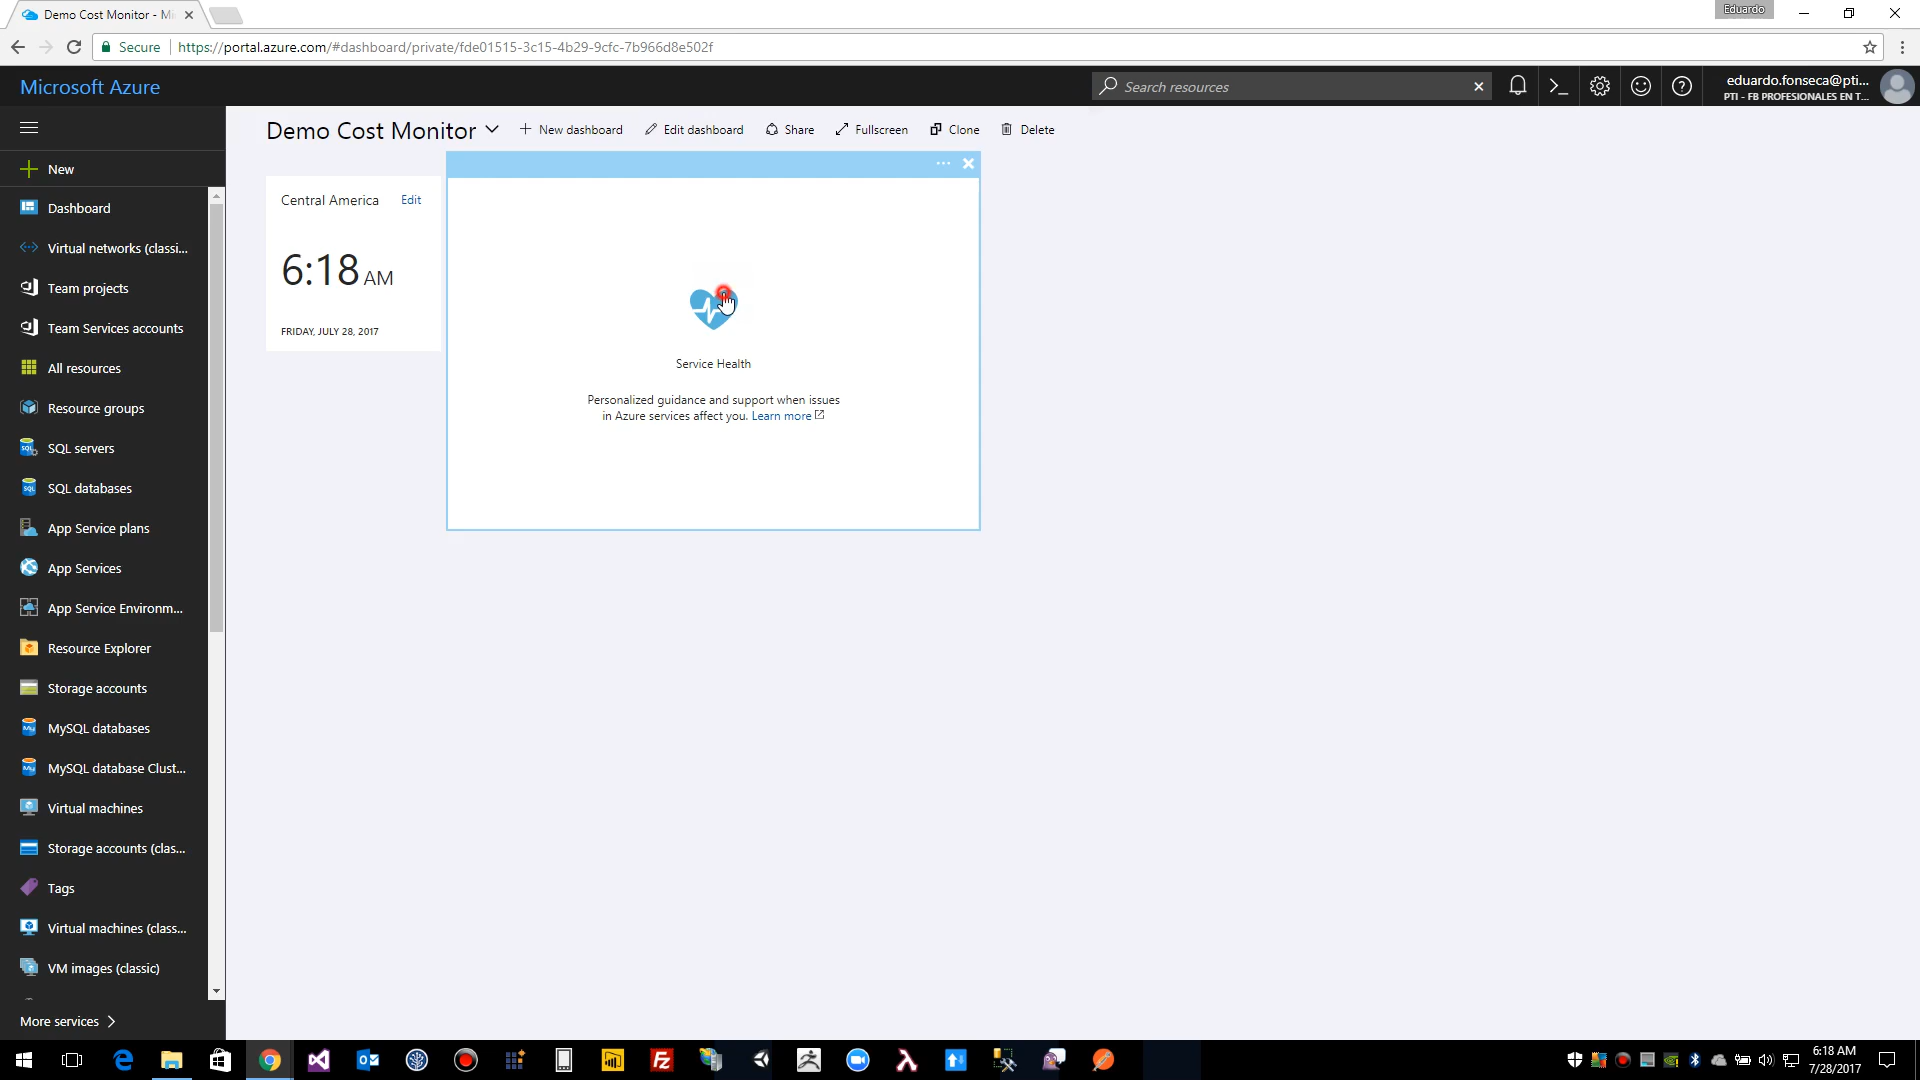 Demo Cost Monitor - Mi
Eduardo
Secure
https://portal.azure.com/#dashboard/private/fde01515-3c15-4b29-9cfc-7b966d8e502f
Microsoft Azure
Search resources
eduardo.fonseca@pti...
PTI - FB PROFESIONALES EN T...
Demo Cost Monitor
New dashboard
Edit dashboard
Share
Fullscreen
Clone
Delete
New
Dashboard
Virtual networks (classi...
Team projects
Team Services accounts
All resources
Resource groups
SQL servers
SQL databases
App Service plans
App Services
App Service Environm...
Resource Explorer
Storage accounts
MySQL databases
MySQL database Clust...
Virtual machines
Storage accounts (clas...
Tags
Virtual machines (class...
VM images (classic)
More services
Central America
Edit
6:18 AM
FRIDAY, JULY 28, 2017
Service Health
Personalized guidance and support when issues
in Azure services affect you. Learn more
6:18 AM
7/28/2017